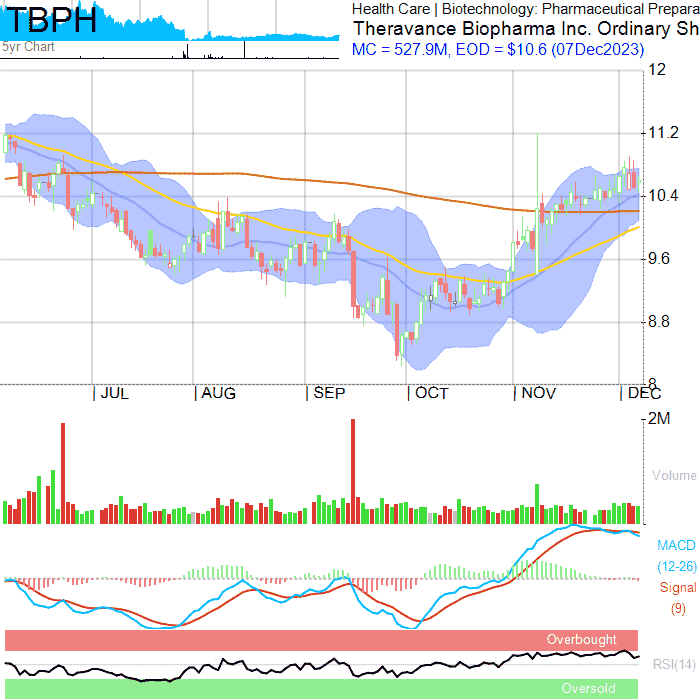 TBPH
5yr Chart
Health Care | Biotechnology: Pharmaceutical Prepara
Theravance Biopharma Inc. Ordinary Sh
MC = 527.9M, EOD = $10.6 (07Dec2023)
12
11.2
10.4
9.6
8.8
8
JUL AUG SEP OCT NOV DEC
2M
Volume
MACD
(12-26)
Signal
(9)
Overbought
RSI(14)
Oversold